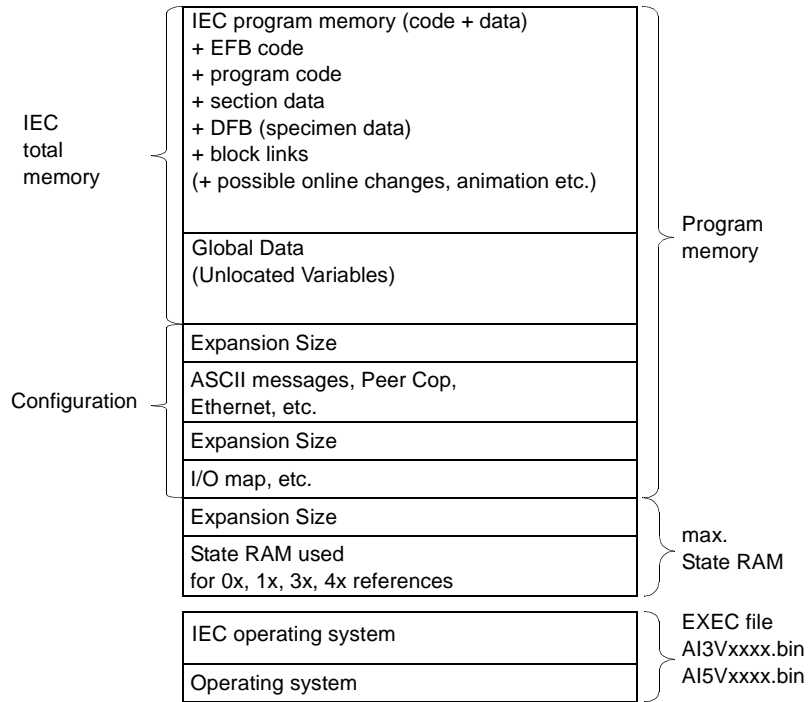 IEC program memory (code + data)
+ EFB code
+ program code
+ section data
+ DFB (specimen data)
+ block links
(+ possible online changes, animation etc.)
IEC
total
memory
Global Data
(Unlocated Variables)
Program
memory
Expansion Size
ASCII messages, Peer Cop,
Ethernet, etc.
Configuration
Expansion Size
I/O map, etc.
Expansion Size
State RAM used
for 0x, 1x, 3x, 4x references
max.
State RAM
IEC operating system
Operating system
EXEC file
AI3Vxxxx.bin
AI5Vxxxx.bin